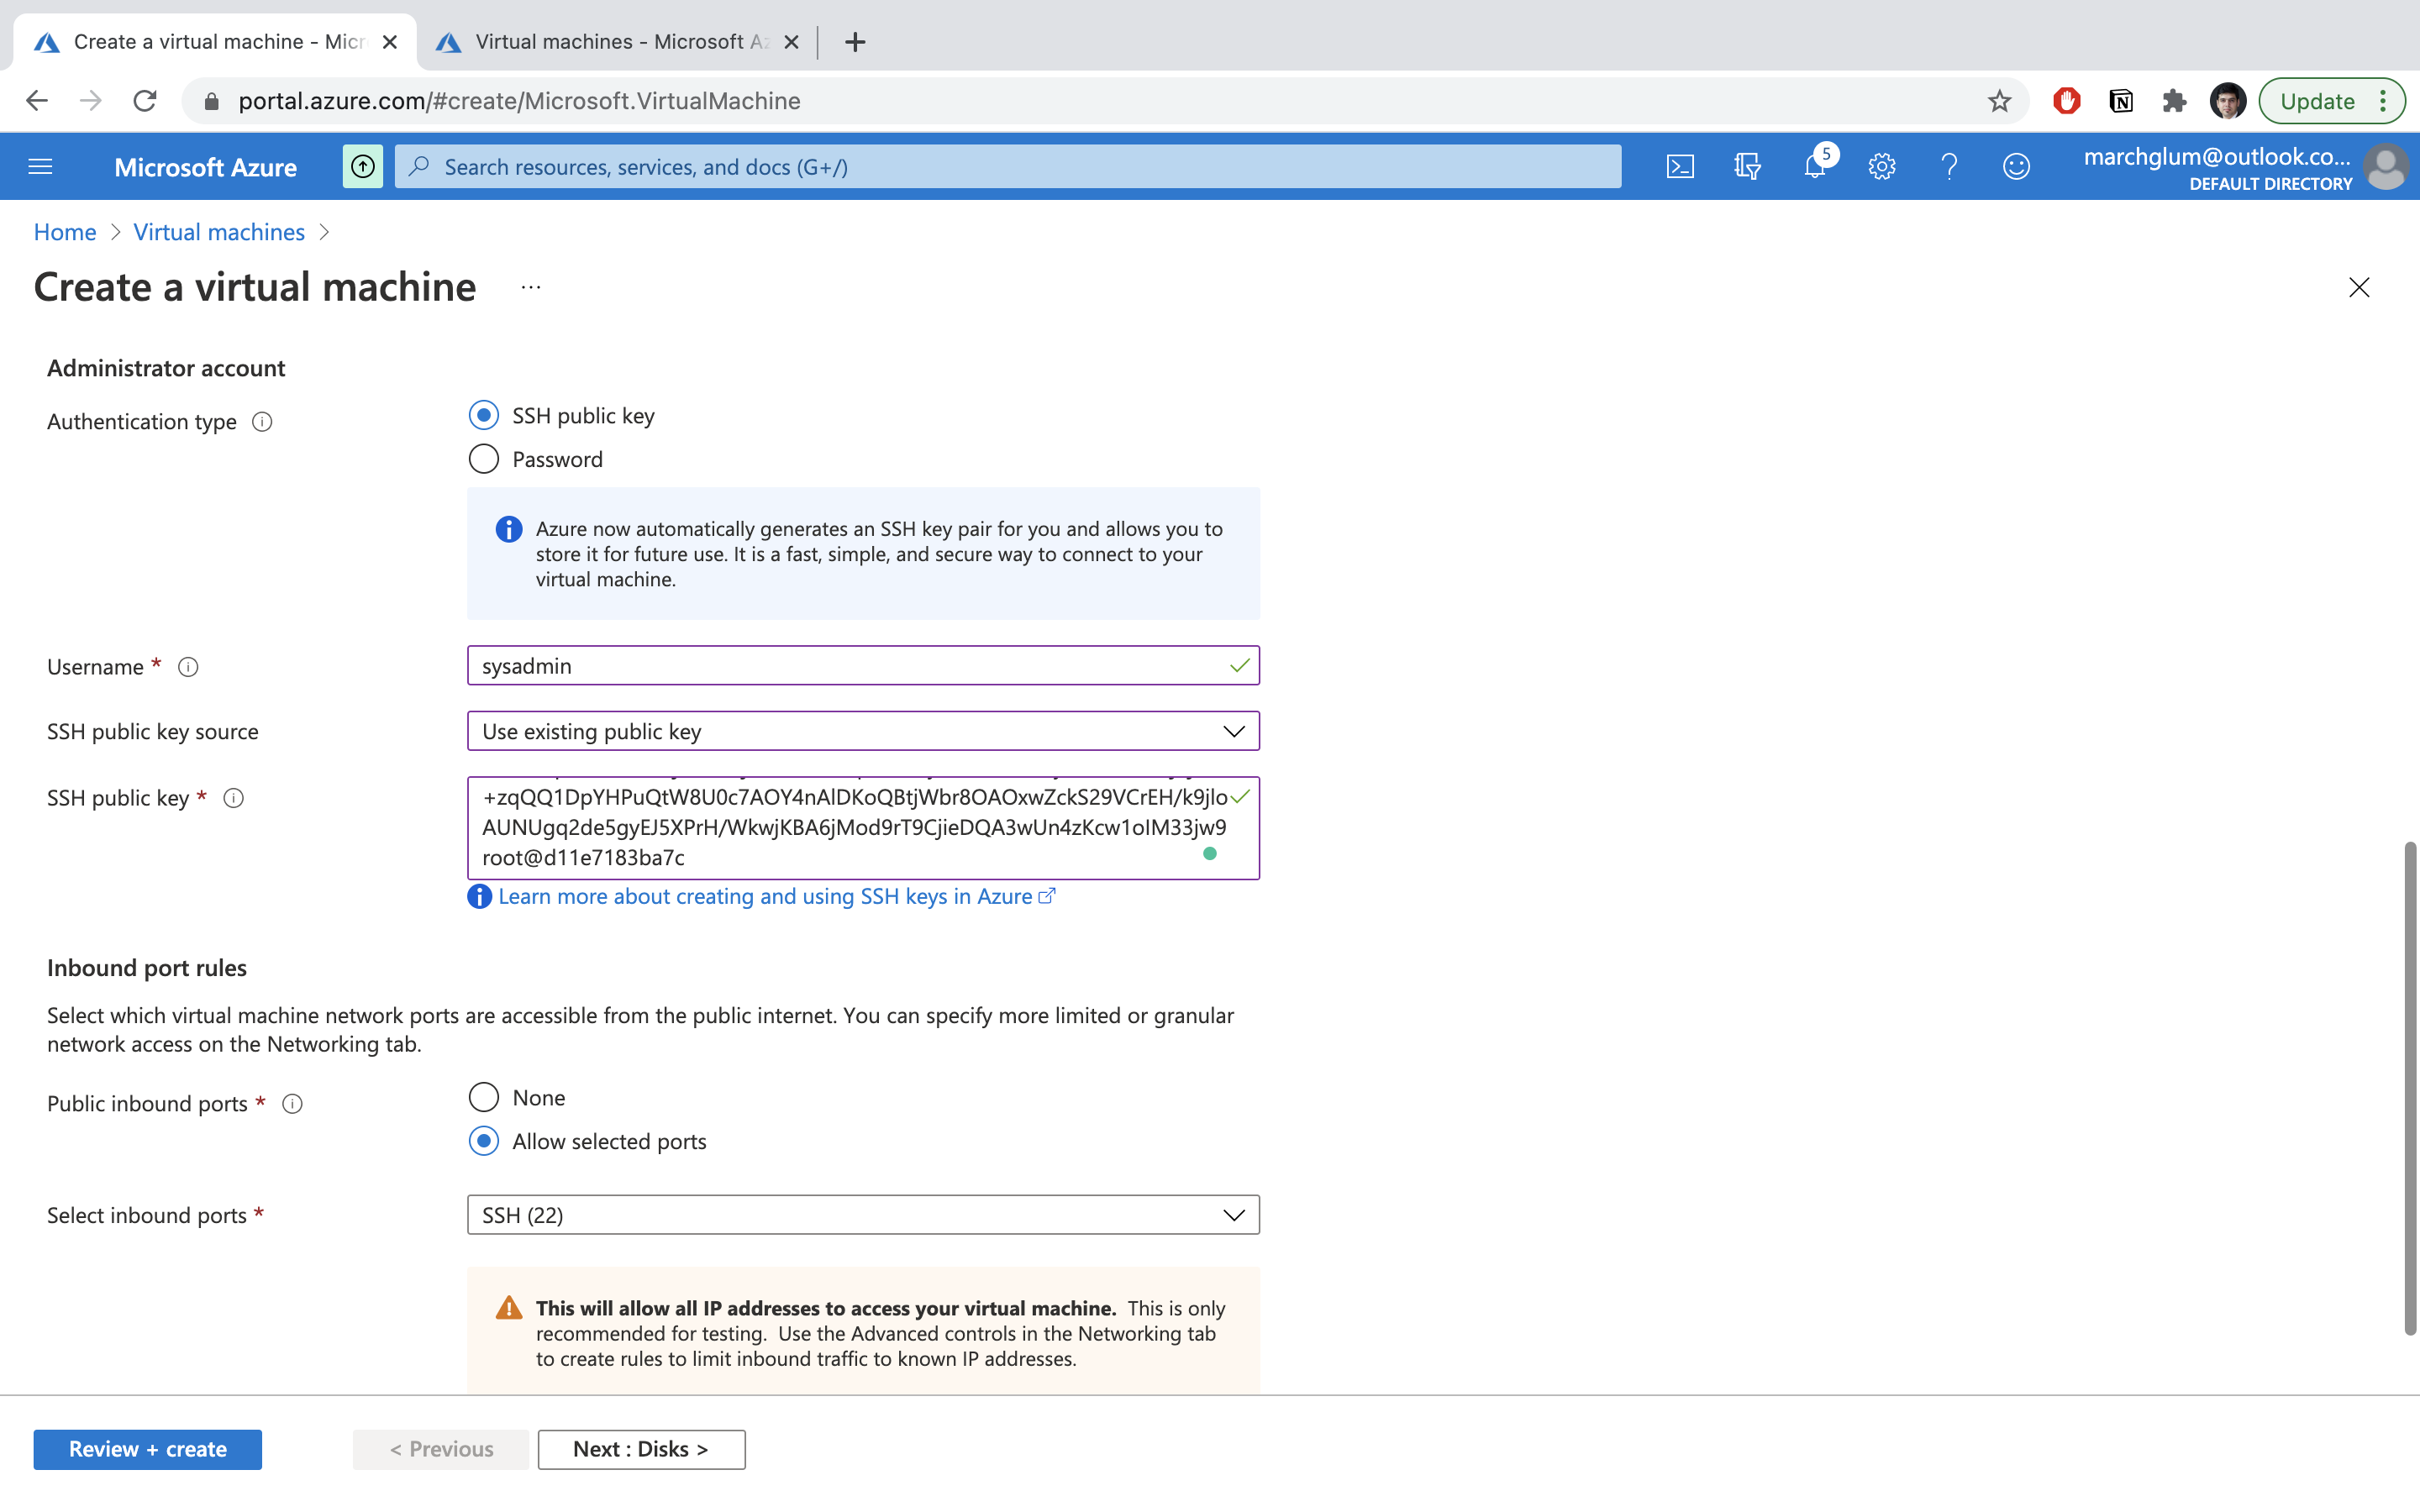 Create a virtual machine - Micr
Virtual machines - Microsoft Az
portal.azure.com/#create/Microsoft.VirtualMachine
Update
Microsoft Azure
Search resources, services, and docs (G+/)
5
marchglum@outlook.co...
DEFAULT DIRECTORY
Home > Virtual machines >
Create a virtual machine ...
Administrator account
Authentication type
SSH public key
Password
Azure now automatically generates an SSH key pair for you and allows you to
store it for future use. It is a fast, simple, and secure way to connect to your
virtual machine.
Username *
sysadmin
SSH public key source
Use existing public key
SSH public key *
+zqQQ1DpYHPuQtW8U0c7AOY4nAlDKoQBtjWbr8OAOxwZckS29VCrEH/k9jlo
AUNUgq2de5gyEJ5XPrH/WkwjKBA6jMod9rT9CjieDQA3wUn4zKcw1oIM33jw9
root@d11e7183ba7c
Learn more about creating and using SSH keys in Azure
Inbound port rules
Select which virtual machine network ports are accessible from the public internet. You can specify more limited or granular
network access on the Networking tab.
Public inbound ports *
None
Allow selected ports
Select inbound ports *
SSH (22)
This will allow all IP addresses to access your virtual machine. This is only
recommended for testing. Use the Advanced controls in the Networking tab
to create rules to limit inbound traffic to known IP addresses.
Review + create
< Previous
Next : Disks >